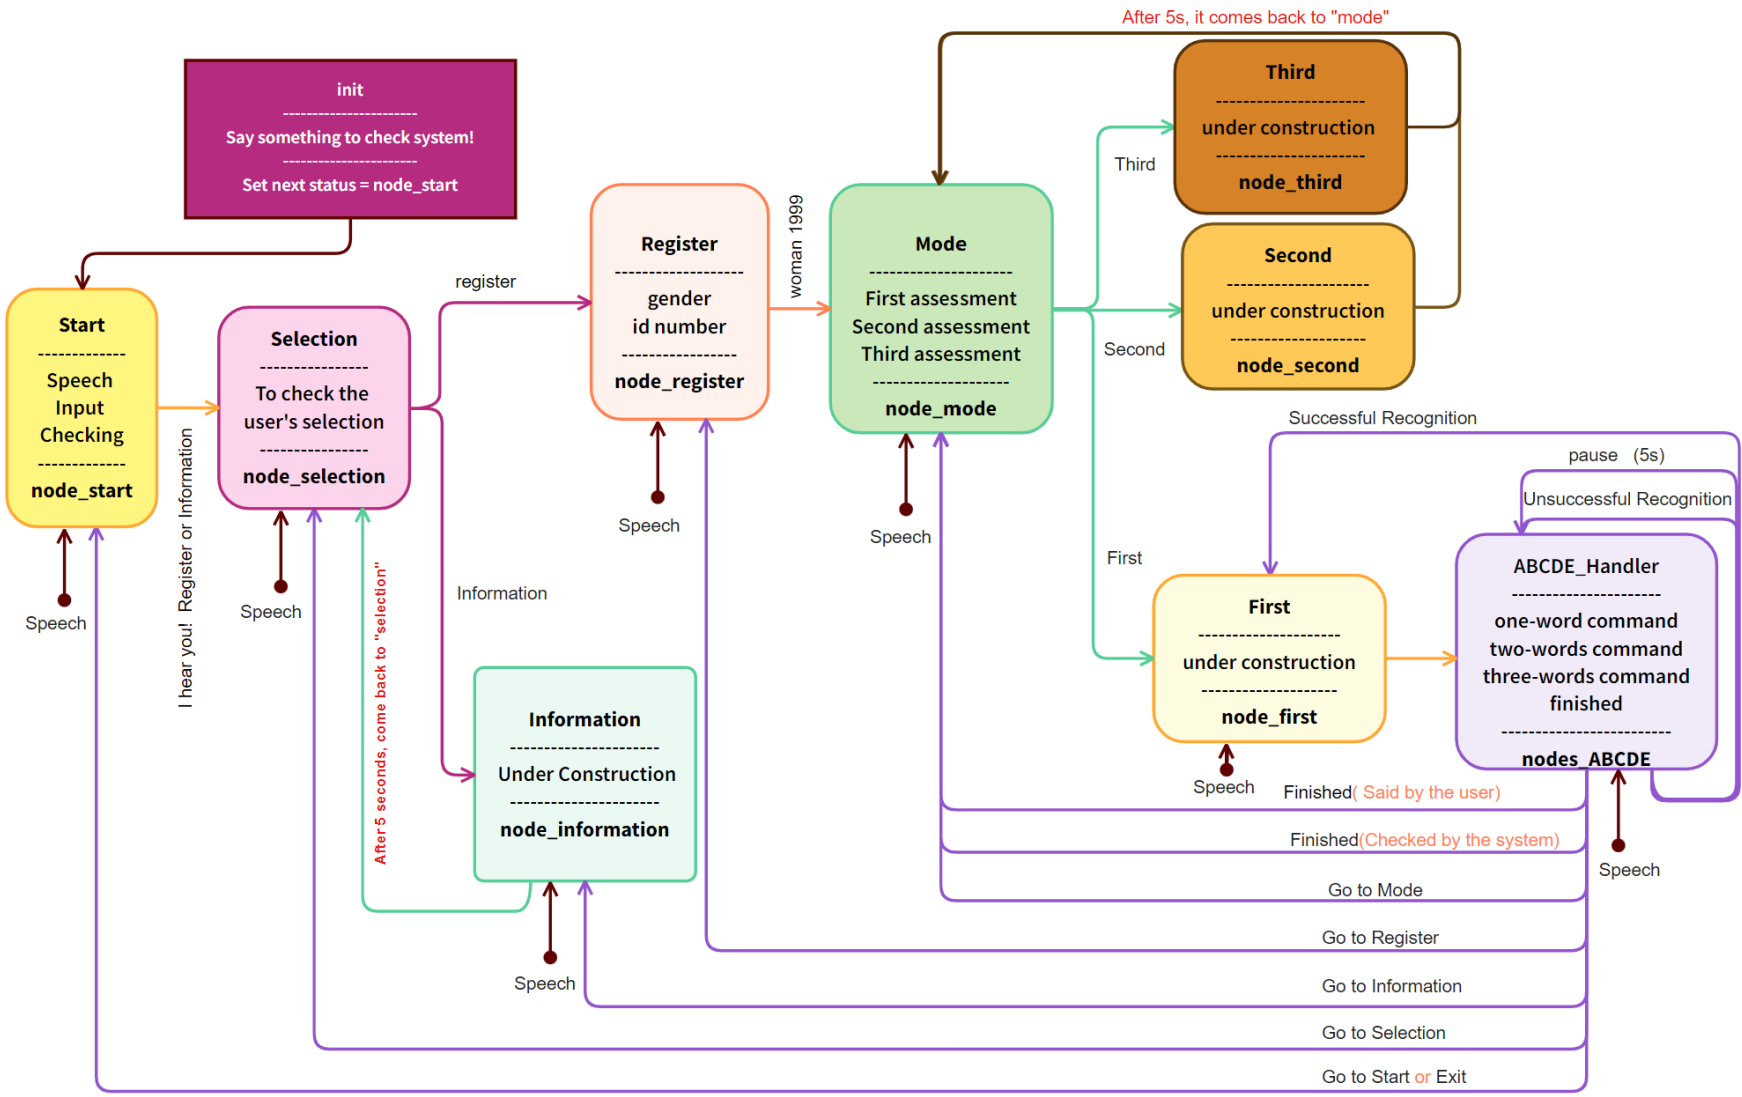 After 5s, it comes back to "mode"
init
-----------------------
Say something to check system!
-----------------------
Set next status = node_start
Start
-------------
Speech
Input
Checking
-------------
node_start
Speech
I hear you!  Register or Information
Selection
----------------
To check the
user's selection
----------------
node_selection
Speech
After 5 seconds, come back to "selection"
register
Information
Information
----------------------
Under Construction
----------------------
node_information
Speech
Register
-------------------
gender
id number
-----------------
node_register
Speech
woman 1999
Mode
---------------------
First assessment
Second assessment
Third assessment
--------------------
node_mode
Speech
Third
Second
First
Third
----------------------
under construction
----------------------
node_third
Second
---------------------
under construction
--------------------
node_second
First
---------------------
under construction
--------------------
node_first
Speech
Successful Recognition
pause   (5s)
Unsuccessful Recognition
ABCDE_Handler
----------------------
one-word command
two-words command
three-words command
finished
-------------------------
nodes_ABCDE
Speech
Finished( Said by the user)
Finished(Checked by the system)
Go to Mode
Go to Register
Go to Information
Go to Selection
Go to Start or Exit